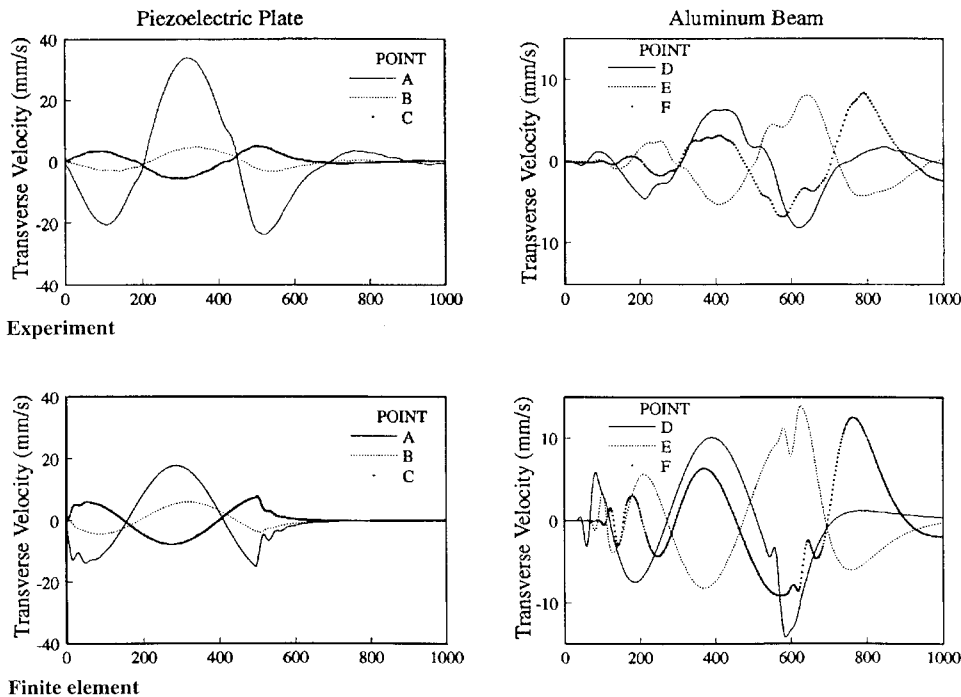 Piezoelectric Plate
Transverse Velocity (mm/s)
40
20
0
-20
-40
POINT
A
B
C
0 200 400 600 800 1000
Aluminum Beam
Transverse Velocity (mm/s)
10
0
10
POINT
D
E
F
0 200 400 600 800 1000
Experiment
Transverse Velocity (mm/s)
40
20
0
-20
-40
POINT
A
B
C
0 200 400 600 800 1000
Transverse Velocity (mm/s)
10
0
-10
POINT
D
E
F
0 200 400 600 800 1000
Finite element